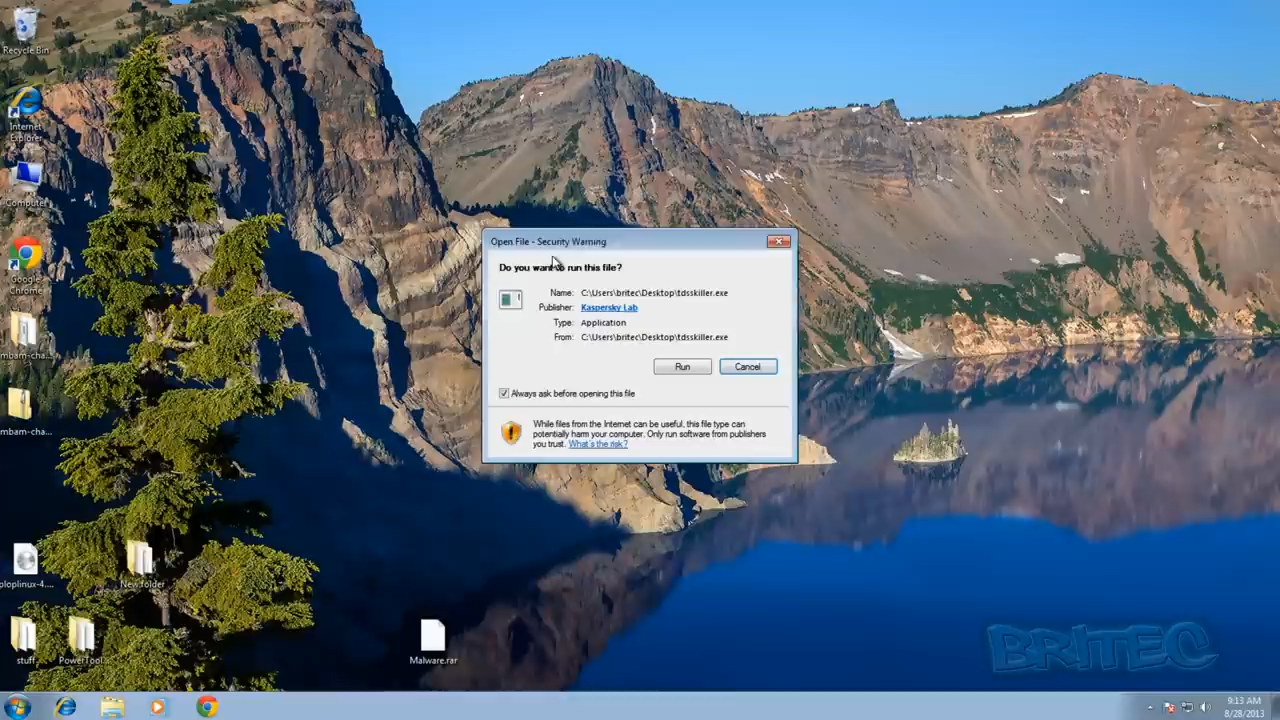 Recycle Bin
Internet
Explorer
Computer
Google
Chrome
mbam-cha...
mbam-cha...
ploplinux-4....
New folder
stuff
PowerTool...
Malware.rar
Open File - Security Warning
Do you want to run this file?
Name: C:\Users\britec\Desktop\tdsskiller.exe
Publisher: Kaspersky Lab
Type: Application
From: C:\Users\britec\Desktop\tdsskiller.exe
Run
Cancel
Always ask before opening this file
While files from the Internet can be useful, this file type can
potentially harm your computer. Only run software from publishers
you trust. What's the risk?
BRITEC
9:13 AM
8/28/2013